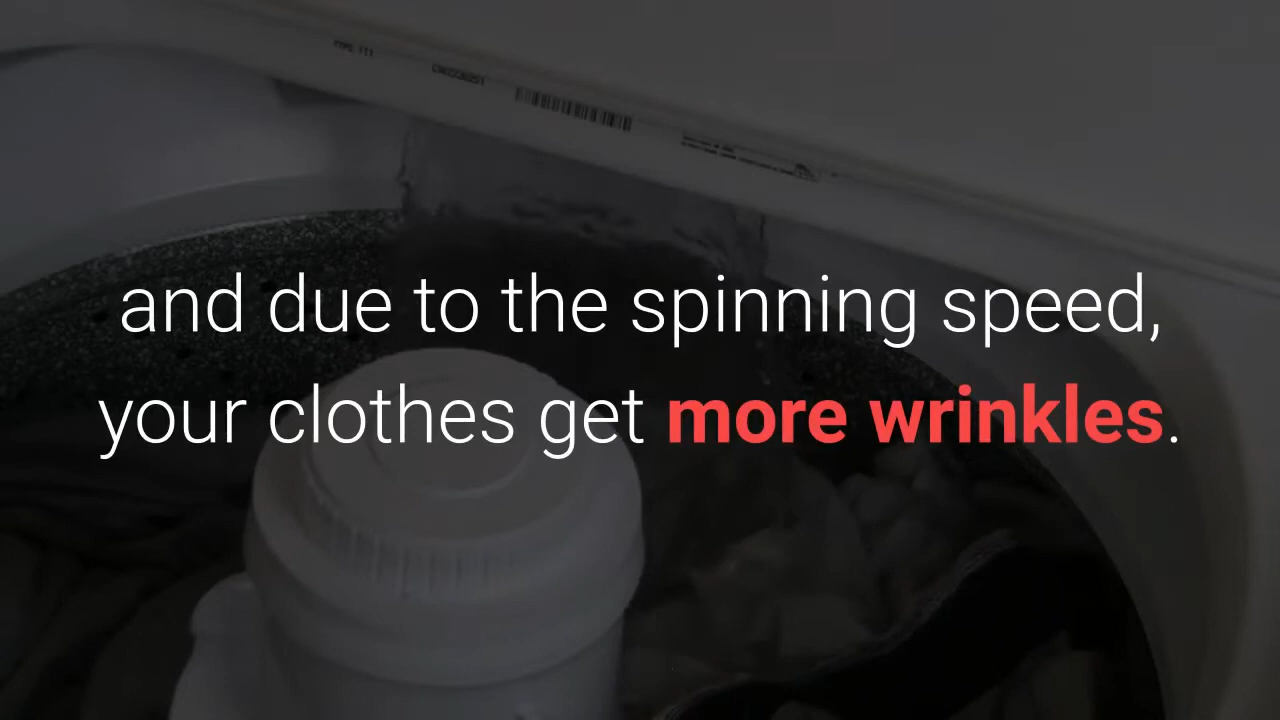 and due to the spinning speed,
your clothes get more wrinkles.